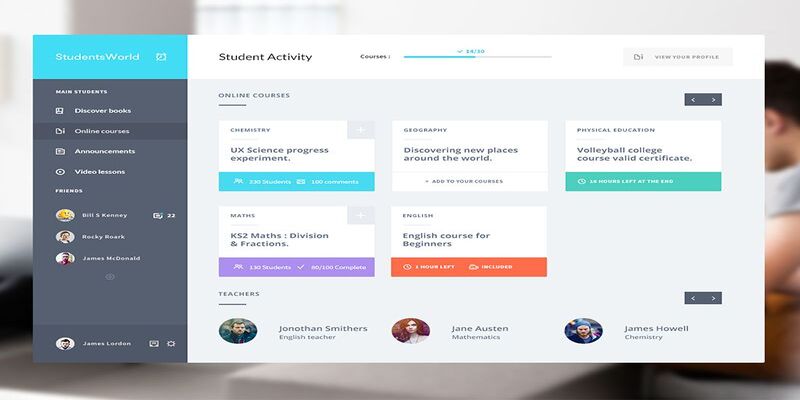 StudentsWorld
MAIN STUDENTS
Discover books
Online courses
Announcements
Video lessons
FRIENDS
Bill S Kenney 22
Rocky Roark
James McDonald
James Lordon
Student Activity
Courses :
VIEW YOUR PROFILE
ONLINE COURSES
CHEMISTRY
UX Science progress
experiment.
230 Students 160 comments
GEOGRAPHY
Discovering new places
around the world.
+ ADD TO YOUR COURSES
PHYSICAL EDUCATION
Volleyball college
course valid certificate.
HOURS LEFT AT THE END
MATHS
KS2 Maths : Division
& Fractions.
130 Students 80/100 Complete
ENGLISH
English course for
Beginners
1 HOUR LEFT INCLUDED
TEACHERS
Jonothan Smithers
English teacher
Jane Austen
Mathematics
James Howell
Chemistry